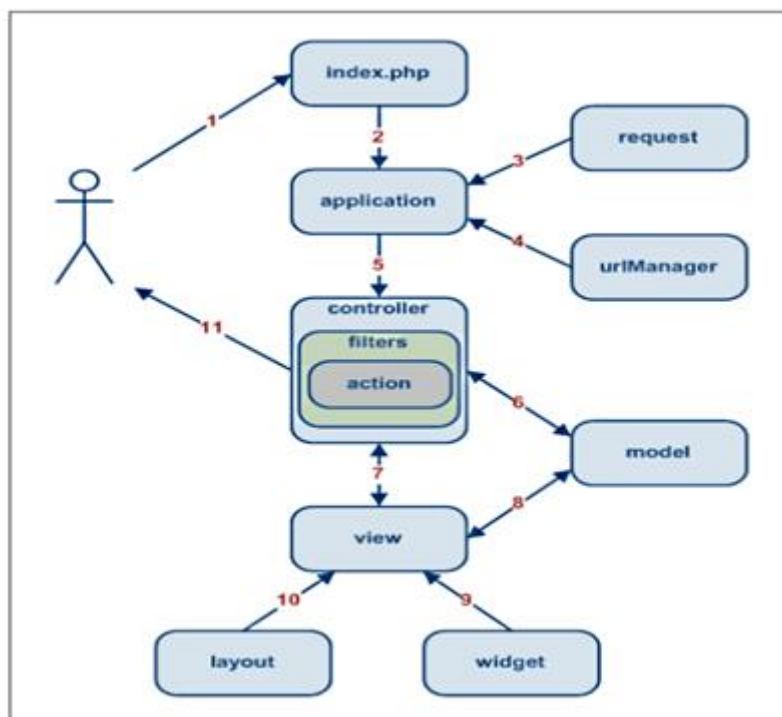 index.php
1
2
request
3
application
4
urlManager
5
controller
filters
action
11
6
model
7
8
view
10
9
layout
widget